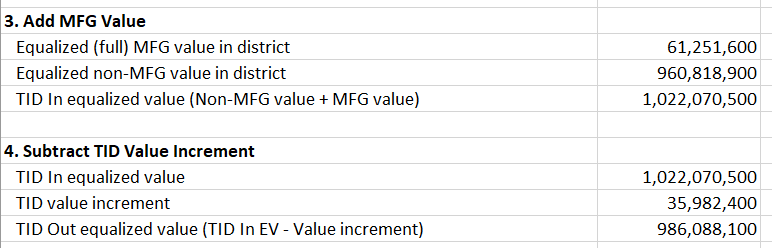 3. Add MFG Value
Equalized (full) MFG value in district 61,251,600
Equalized non-MFG value in district 960,818,900
TID In equalized value (Non-MFG value + MFG value) 1,022,070,500
4. Subtract TID Value Increment
TID In equalized value 1,022,070,500
TID value increment 35,982,400
TID Out equalized value (TID In EV - Value increment) 986,088,100